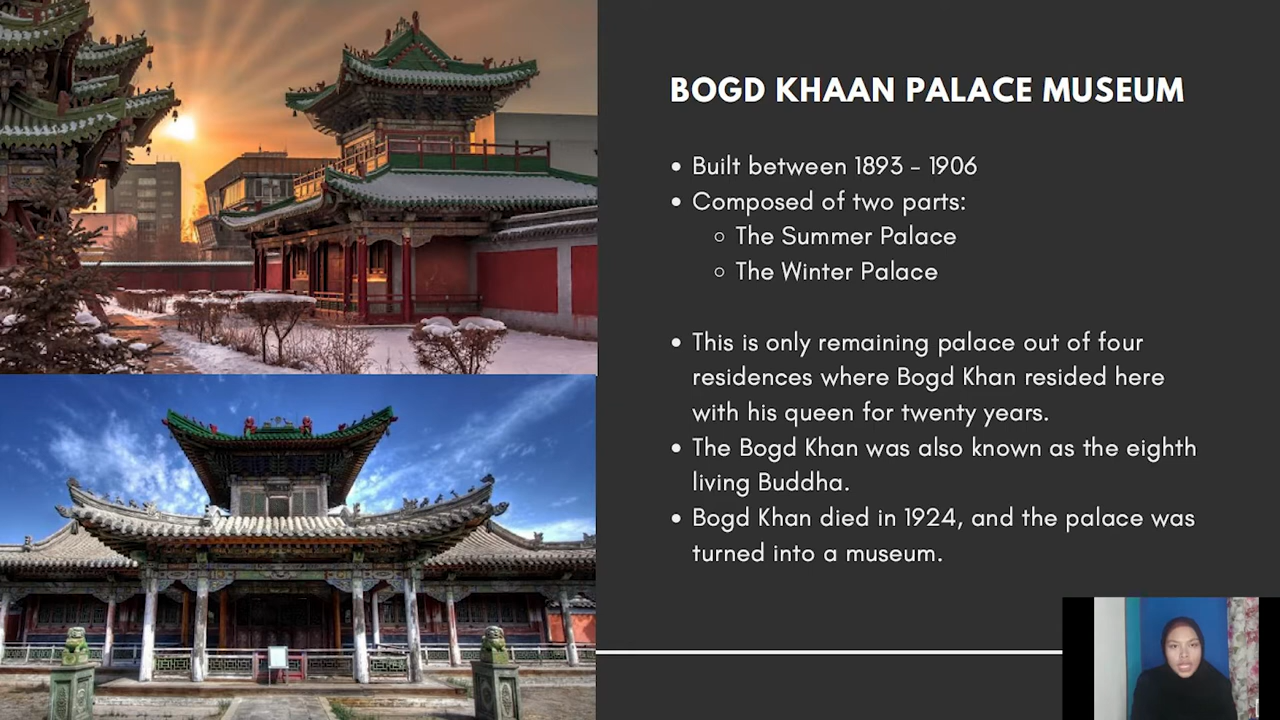 BOGD KHAAN PALACE MUSEUM
• Built between 1893 - 1906
• Composed of two parts:
○ The Summer Palace
○ The Winter Palace
• This is only remaining palace out of four
residences where Bogd Khan resided here
with his queen for twenty years.
• The Bogd Khan was also known as the eighth
living Buddha.
• Bogd Khan died in 1924, and the palace was
turned into a museum.